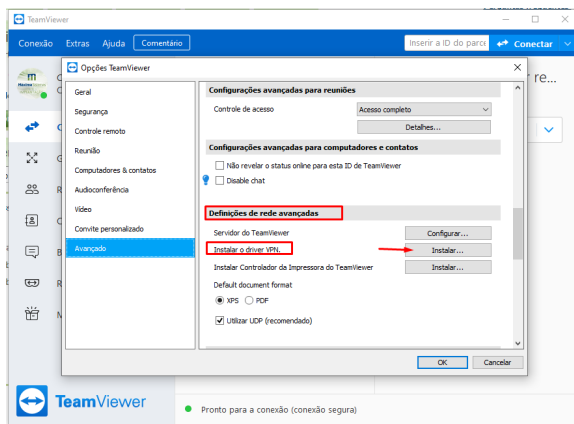 TeamViewer
Conexão Extras Ajuda Comentário
Inserir a ID do parce
Conectar
Opções TeamViewer
Geral
Segurança
Controle remoto
Reunião
Computadores & contatos
Audioconferência
Vídeo
Convite personalizado
Avançado
Configurações avançadas para reuniões
Controle de acesso
Acesso completo
Detalhes...
Configurações avançadas para computadores e contatos
Não revelar o status online para esta ID do TeamViewer
Disable chat
Definições de rede avançadas
Servidor do TeamViewer
Configurar...
Instalar o driver VPN.
Instalar...
Instalar Controlador da Impressora do TeamViewer
Instalar...
Default document format
XPS PDF
Utilizar UDP (recomendado)
OK Cancelar
re...
TeamViewer
Pronto para a conexão (conexão segura)